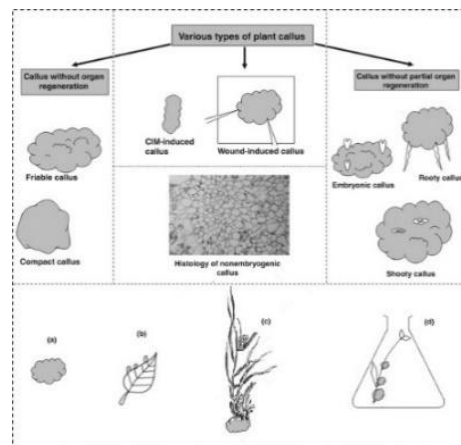 Various types of plant callus
Callus without organ
regeneration
Friable callus
Compact callus
CIM-induced
callus
Wound-induced callus
Histology of nonembryogenic
callus
Callus without partial organ
regeneration
Embryonic callus
Rooty callus
Shooty callus
(a)
(b)
(c)
(d)